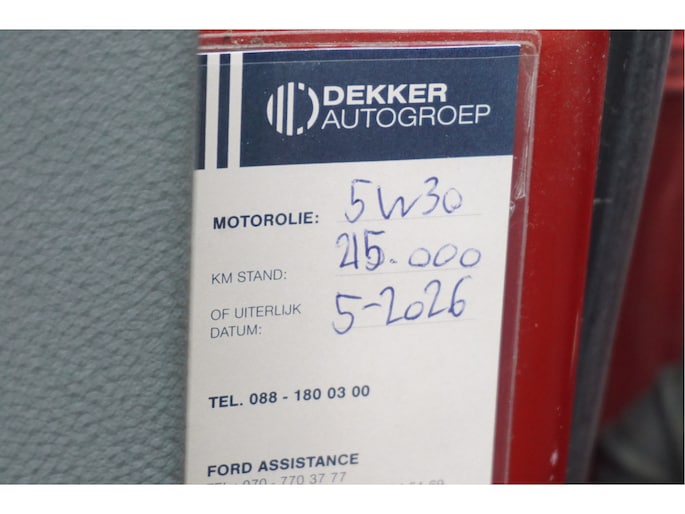 DEKKER
AUTOGROEP
MOTOROLIE: 5W30
KM STAND: 45.000
OF UITERLIJK
DATUM: 5-2026
TEL. 088 - 180 03 00
FORD ASSISTANCE